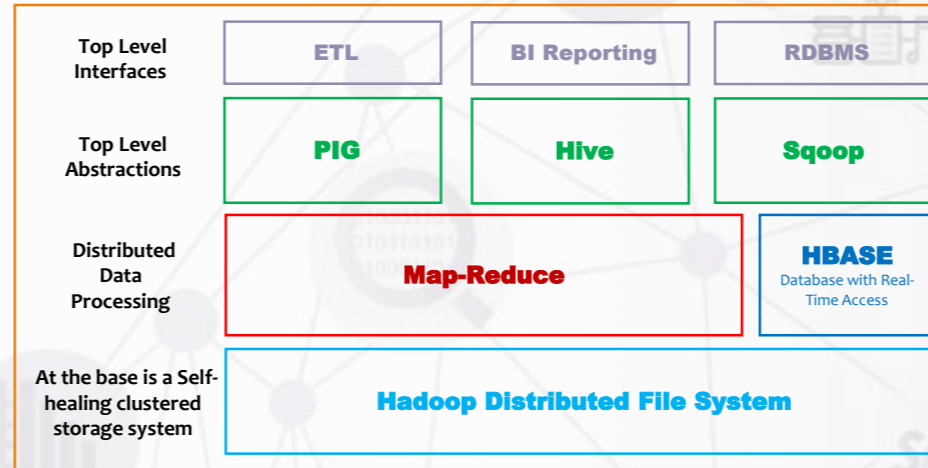 Top Level
Interfaces
ETL
BI Reporting
RDBMS
Top Level
Abstractions
PIG
Hive
Sqoop
Distributed
Data
Processing
Map-Reduce
HBASE
Database with Real-
Time Access
At the base is a Self-
healing clustered
storage system
Hadoop Distributed File System